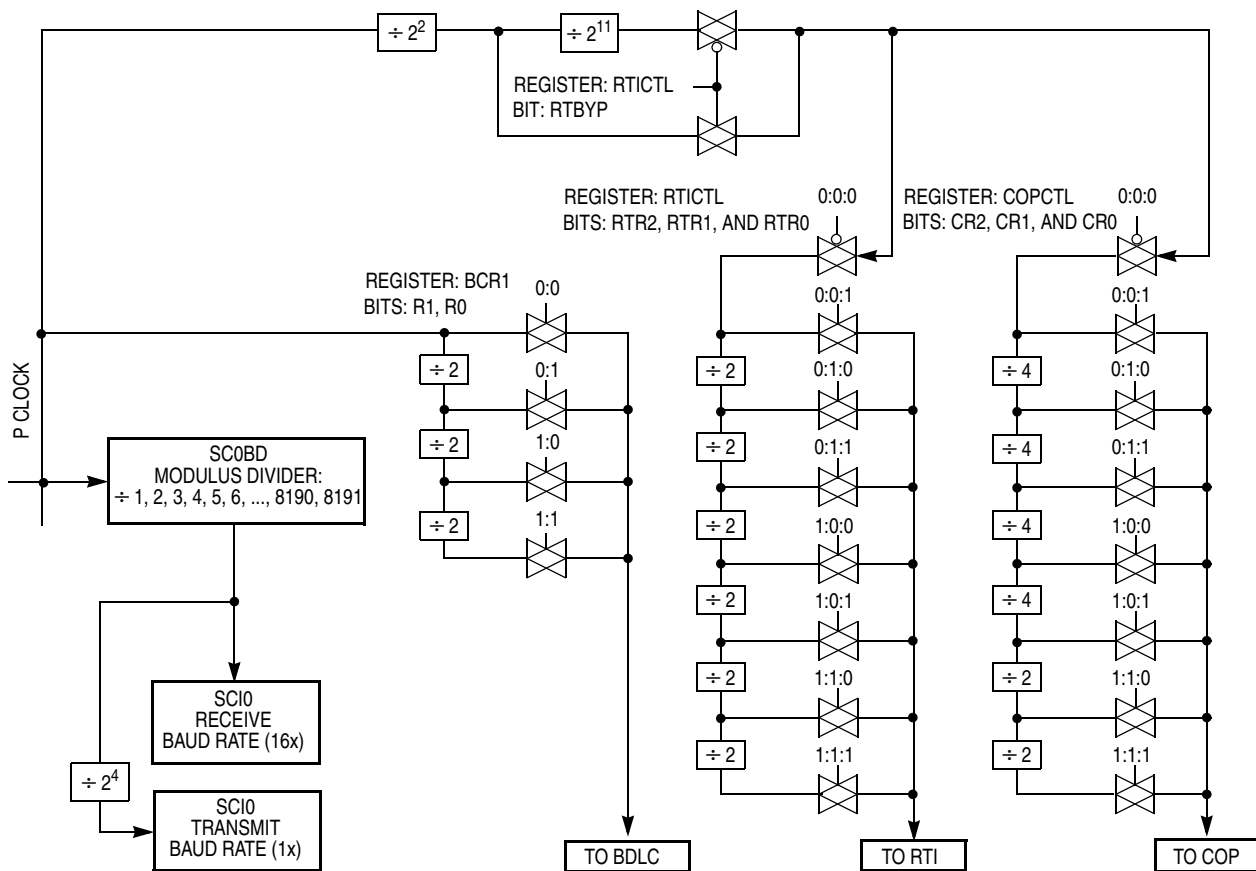 ÷ 2²
÷ 2¹¹
REGISTER: RTICTL
BIT: RTBYP
REGISTER: RTICTL
BITS: RTR2, RTR1, AND RTR0
0:0:0
REGISTER: COPCTL
BITS: CR2, CR1, AND CR0
0:0:0
REGISTER: BCR1
BITS: R1, R0
0:0
0:0:1
0:0:1
P CLOCK
÷ 2
÷ 2
÷ 4
0:1
0:1:0
0:1:0
SC0BD
MODULUS DIVIDER:
÷ 1, 2, 3, 4, 5, 6, ..., 8190, 8191
÷ 2
÷ 2
÷ 4
1:0
0:1:1
0:1:1
÷ 2
÷ 2
÷ 4
1:1
1:0:0
1:0:0
÷ 2
÷ 4
1:0:1
1:0:1
÷ 2
÷ 2
1:1:0
1:1:0
SCI0
RECEIVE
BAUD RATE (16x)
÷ 2
÷ 2
1:1:1
1:1:1
÷ 2⁴
SCI0
TRANSMIT
BAUD RATE (1x)
TO BDLC
TO RTI
TO COP